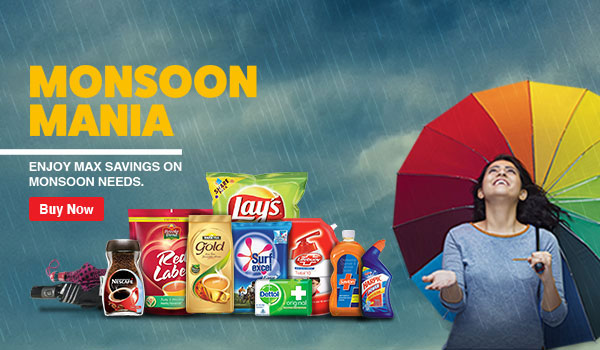 MONSOON
MANIA
ENJOY MAX SAVINGS ON
MONSOON NEEDS.
Buy Now
Lay's
Red
Label
gold
Surf
excel
NESCAFÉ
Dettol
original